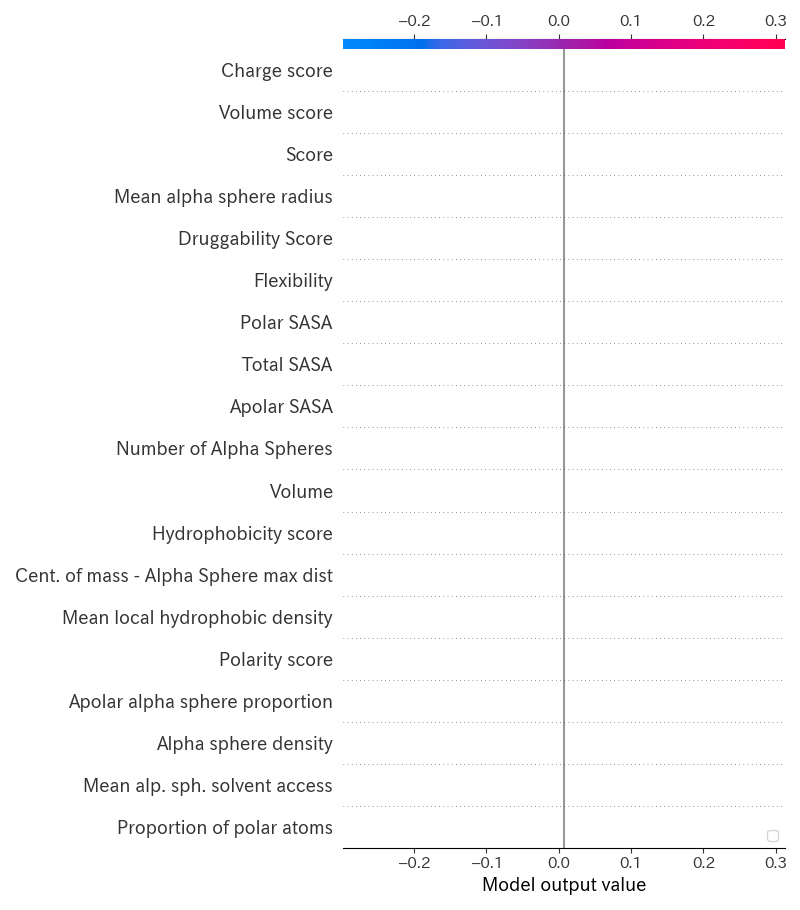 −0.2 −0.1 0.0 0.1 0.2 0.3
Charge score
Volume score
Score
Mean alpha sphere radius
Druggability Score
Flexibility
Polar SASA
Total SASA
Apolar SASA
Number of Alpha Spheres
Volume
Hydrophobicity score
Cent. of mass - Alpha Sphere max dist
Mean local hydrophobic density
Polarity score
Apolar alpha sphere proportion
Alpha sphere density
Mean alp. sph. solvent access
Proportion of polar atoms
−0.2 −0.1 0.0 0.1 0.2 0.3
Model output value